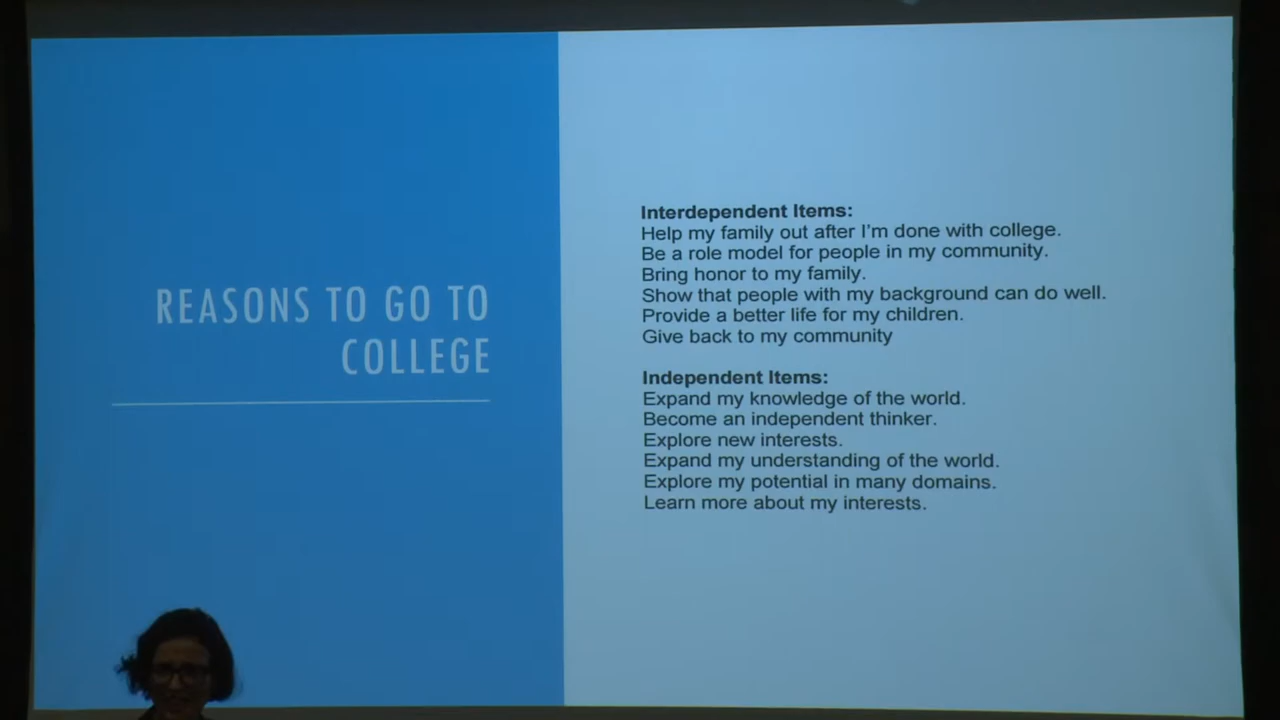 REASONS TO GO TO
COLLEGE
Interdependent Items:
Help my family out after I'm done with college.
Be a role model for people in my community.
Bring honor to my family.
Show that people with my background can do well.
Provide a better life for my children.
Give back to my community
Independent Items:
Expand my knowledge of the world.
Become an independent thinker.
Explore new interests.
Expand my understanding of the world.
Explore my potential in many domains.
Learn more about my interests.